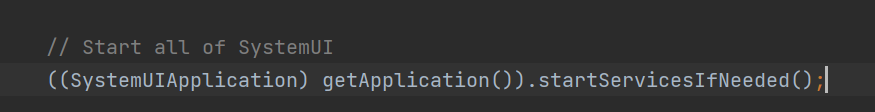 // Start all of SystemUI
((SystemUIApplication) getApplication()).startServicesIfNeeded();